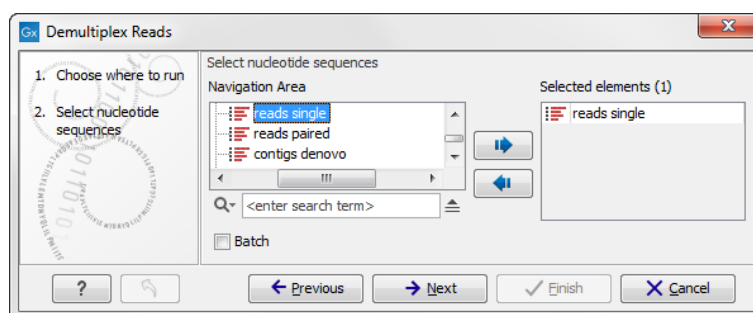 Gx Demultiplex Reads
X
1. Choose where to run
2. Select nucleotide
sequences
Select nucleotide sequences
Navigation Area
reads single
reads paired
contigs denovo
<enter search term>
Batch
Selected elements (1)
reads single
?
Previous
Next
Finish
Cancel